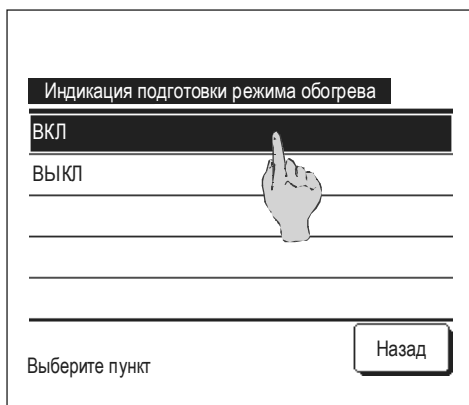 Индикация подготовки режима обогрева
ВКЛ
ВЫКЛ
Назад
Выберите пункт